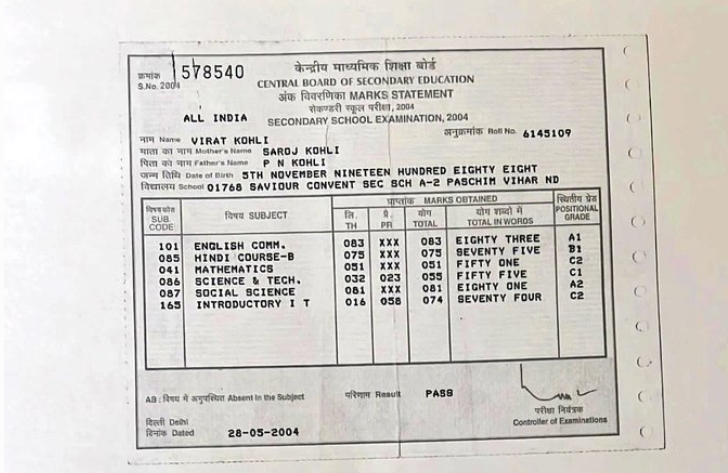 क्रमांक 578540
S.No. 2004
केन्द्रीय माध्यमिक शिक्षा बोर्ड
CENTRAL BOARD OF SECONDARY EDUCATION
अंक विवरणिका MARKS STATEMENT
सेकण्डरी स्कूल परीक्षा, 2004
ALL INDIA SECONDARY SCHOOL EXAMINATION, 2004
अनुक्रमांक Roll No. 6145109
नाम Name VIRAT KOHLI
माता का नाम Mother's Name SAROJ KOHLI
पिता का नाम Father's Name P N KOHLI
जन्म तिथि Date of Birth 5TH NOVEMBER NINETEEN HUNDRED EIGHTY EIGHT
विद्यालय School 01768 SAVIOUR CONVENT SEC SCH A-2 PASCHIM VIHAR ND
विषय कोड SUB. CODE
विषय SUBJECT
प्राप्तांक MARKS OBTAINED
लि. TH
प्रे. PR
योग TOTAL
योग शब्दों में TOTAL IN WORDS
स्थितीय ग्रेड POSITIONAL GRADE
101 ENGLISH COMM. 083 XXX 083 EIGHTY THREE A1
085 HINDI COURSE-B 075 XXX 075 SEVENTY FIVE B1
041 MATHEMATICS 051 XXX 051 FIFTY ONE C2
086 SCIENCE & TECH. 032 023 055 FIFTY FIVE C1
087 SOCIAL SCIENCE 081 XXX 081 EIGHTY ONE A2
165 INTRODUCTORY I T 016 058 074 SEVENTY FOUR C2
AB : विषय में अनुपस्थित Absent in the Subject
परिणाम Result PASS
दिल्ली Delhi
दिनांक Dated 28-05-2004
परीक्षा नियंत्रक
Controller of Examinations